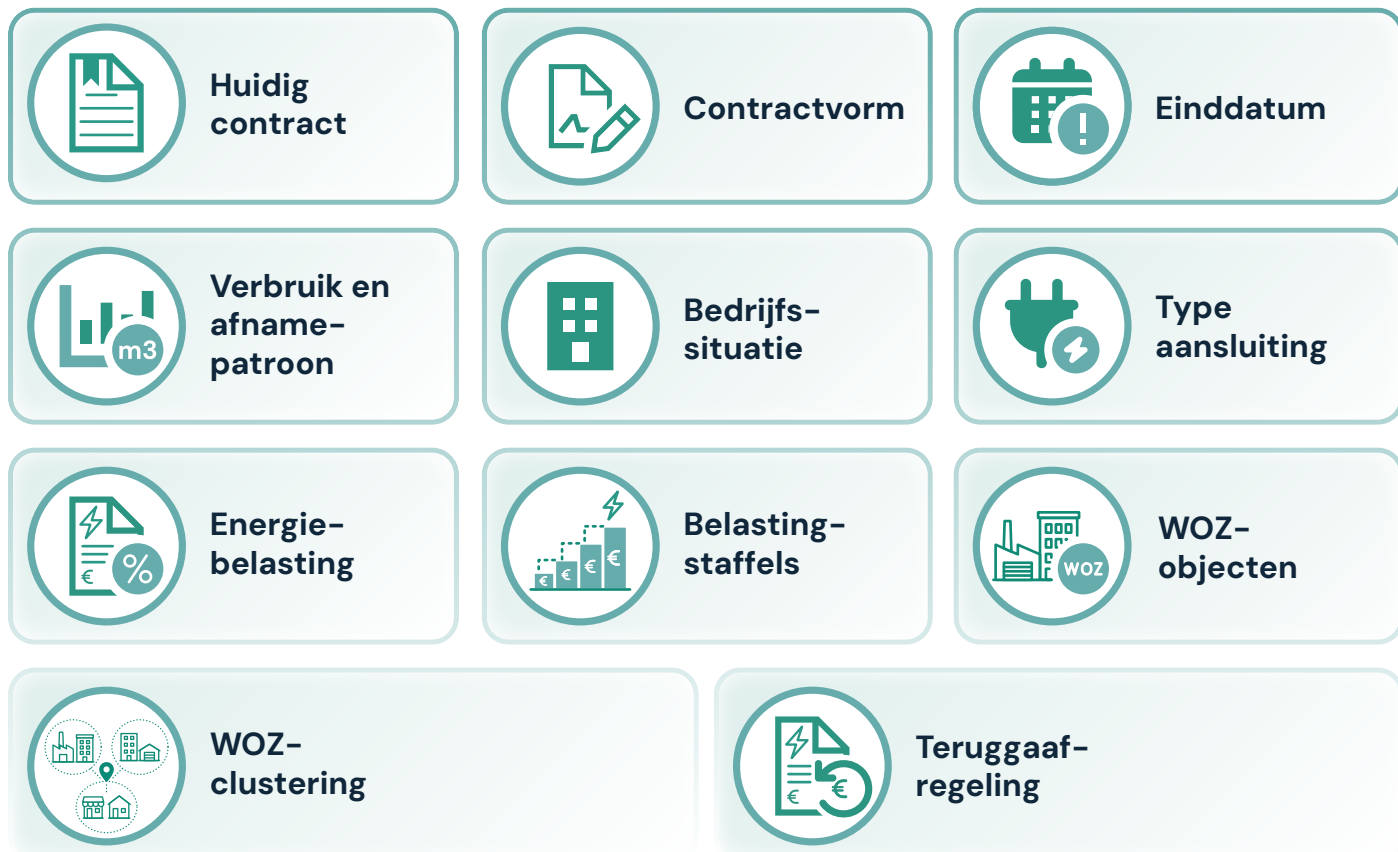 Huidig
contract
Contractvorm
Einddatum
m3
Verbruik en
afname-
patroon
Bedrijfs-
situatie
Type
aansluiting
€
%
Energie-
belasting
€ € € €
Belasting-
staffels
WOZ
WOZ-
objecten
WOZ-
clustering
€ €
Teruggaaf-
regeling